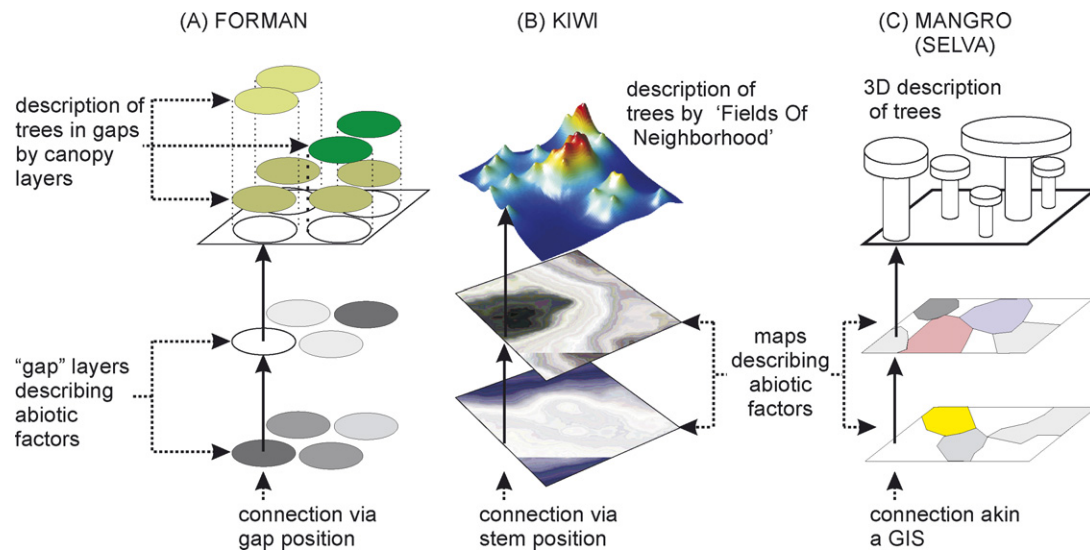 (A) FORMAN
(B) KIWI
(C) MANGRO
(SELVA)
description of
trees in gaps
by canopy
layers
description of
trees by ‘Fields Of
Neighborhood’
3D description
of trees
“gap” layers
describing
abiotic
factors
maps
describing
abiotic
factors
connection via
gap position
connection via
stem position
connection akin
a GIS